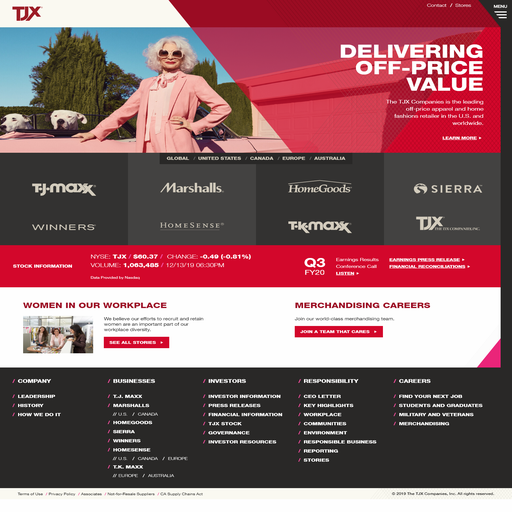 TJX
Contact / Stores
MENU
DELIVERING
OFF-PRICE
VALUE
The TJX Companies is the leading
off-price apparel and home
fashions retailer in the U.S. and
worldwide.
LEARN MORE ▸
GLOBAL / UNITED STATES / CANADA / EUROPE / AUSTRALIA
T·J·maxx
Marshalls.
HomeGoods
SIERRA
WINNERS
HOMESENSE
T·K·maxx
TJX
THE TJX COMPANIES, INC.
STOCK INFORMATION
NYSE: TJX / $60.37 / CHANGE: -0.49 (-0.81%)
VOLUME: 1,063,485 / 12/13/19 06:30PM
Data Provided by Nasdaq
Q3
FY20
Earnings Results
Conference Call
LISTEN ▸
EARNINGS PRESS RELEASE ▸
FINANCIAL RECONCILIATIONS ▸
WOMEN IN OUR WORKPLACE
We believe our efforts to recruit and retain
women are an important part of our
workplace diversity.
SEE ALL STORIES ▸
MERCHANDISING CAREERS
Join our world-class merchandising team.
JOIN A TEAM THAT CARES ▸
/ COMPANY
/ LEADERSHIP
/ HISTORY
/ HOW WE DO IT
/ BUSINESSES
/ T.J. MAXX
/ MARSHALLS
// U.S. / CANADA
/ HOMEGOODS
/ SIERRA
/ WINNERS
/ HOMESENSE
// U.S. / CANADA / EUROPE
/ T.K. MAXX
// EUROPE / AUSTRALIA
/ INVESTORS
/ INVESTOR INFORMATION
/ PRESS RELEASES
/ FINANCIAL INFORMATION
/ TJX STOCK
/ GOVERNANCE
/ INVESTOR RESOURCES
/ RESPONSIBILITY
/ CEO LETTER
/ KEY HIGHLIGHTS
/ WORKPLACE
/ COMMUNITIES
/ ENVIRONMENT
/ RESPONSIBLE BUSINESS
/ REPORTING
/ STORIES
/ CAREERS
/ FIND YOUR NEXT JOB
/ STUDENTS AND GRADUATES
/ MILITARY AND VETERANS
/ MERCHANDISING
Terms of Use / Privacy Policy / Associates / Not-for-Resale Suppliers / CA Supply Chains Act
© 2019 The TJX Companies, Inc. All rights reserved.